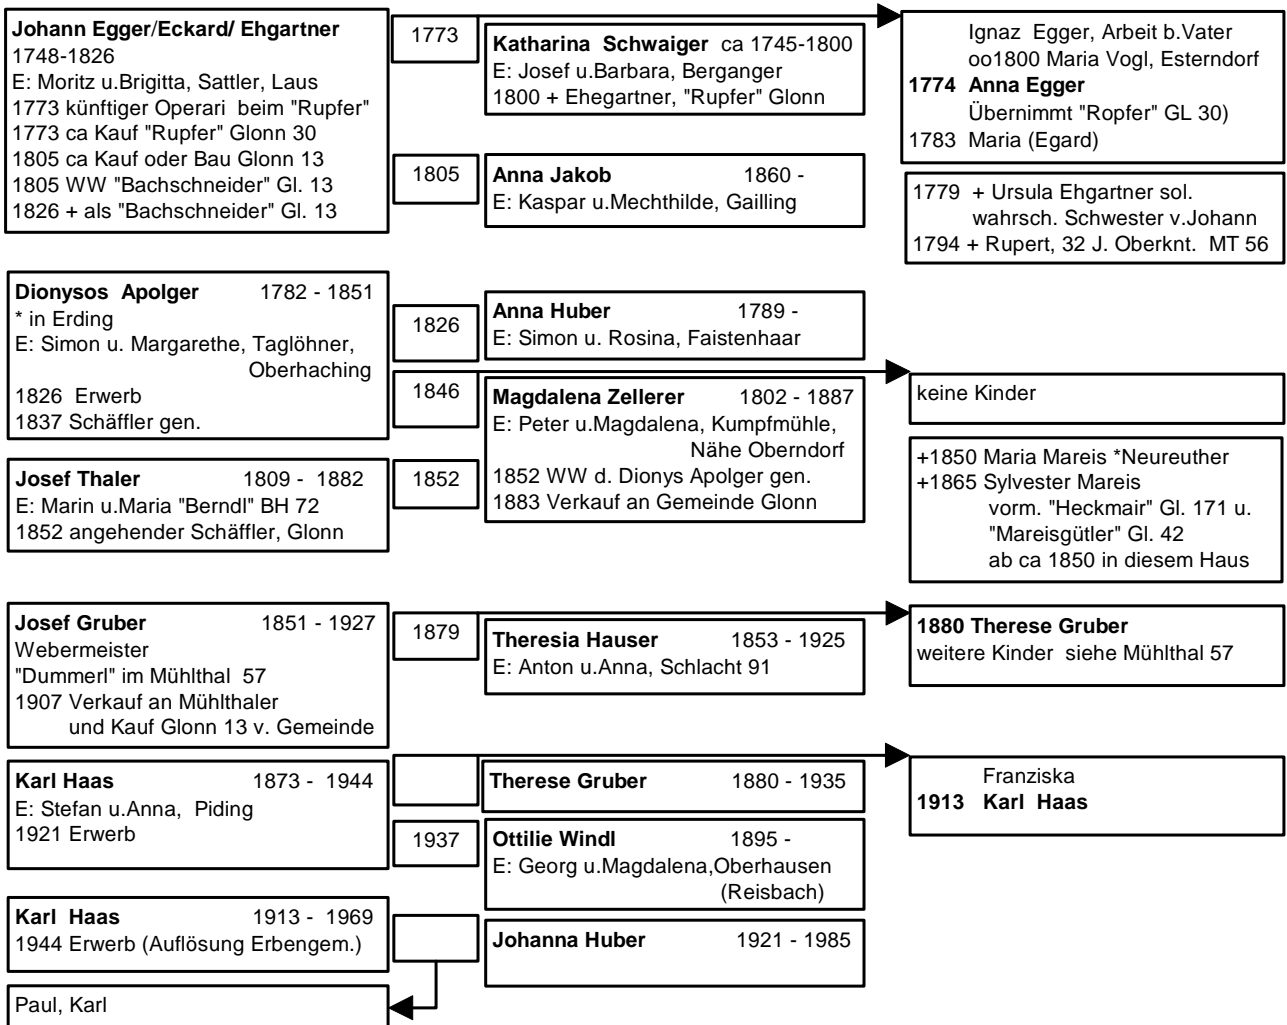 Johann Egger/Eckard/ Ehgartner
1748-1826
E: Moritz u.Brigitta, Sattler, Laus
1773 künftiger Operari beim "Rupfer"
1773 ca Kauf "Rupfer" Glonn 30
1805 ca Kauf oder Bau Glonn 13
1805 WW "Bachschneider" Gl. 13
1826 + als "Bachschneider" Gl. 13
1773
Katharina Schwaiger ca 1745-1800
E: Josef u.Barbara, Berganger
1800 + Ehegartner, "Rupfer" Glonn
1805
Anna Jakob 1860 -
E: Kaspar u.Mechthilde, Gailling
Ignaz Egger, Arbeit b.Vater
oo1800 Maria Vogl, Esterndorf
1774 Anna Egger
Übernimmt "Ropfer" GL 30)
1783 Maria (Egard)
1779 + Ursula Ehgartner sol.
wahrsch. Schwester v.Johann
1794 + Rupert, 32 J. Oberknt. MT 56
Dionysos Apolger 1782 - 1851
* in Erding
E: Simon u. Margarethe, Taglöhner,
Oberhaching
1826 Erwerb
1837 Schäffler gen.
1826
Anna Huber 1789 -
E: Simon u. Rosina, Faistenhaar
1846
Magdalena Zellerer 1802 - 1887
E: Peter u.Magdalena, Kumpfmühle,
Nähe Oberndorf
1852 WW d. Dionys Apolger gen.
1883 Verkauf an Gemeinde Glonn
keine Kinder
Josef Thaler 1809 - 1882
E: Marin u.Maria "Berndl" BH 72
1852 angehender Schäffler, Glonn
1852
+1850 Maria Mareis *Neureuther
+1865 Sylvester Mareis
vorm. "Heckmair" Gl. 171 u.
"Mareisgütler" Gl. 42
ab ca 1850 in diesem Haus
Josef Gruber 1851 - 1927
Webermeister
"Dummerl" im Mühlthal 57
1907 Verkauf an Mühlthaler
und Kauf Glonn 13 v. Gemeinde
1879
Theresia Hauser 1853 - 1925
E: Anton u.Anna, Schlacht 91
1880 Therese Gruber
weitere Kinder siehe Mühlthal 57
Karl Haas 1873 - 1944
E: Stefan u.Anna, Piding
1921 Erwerb
Therese Gruber 1880 - 1935
1937
Ottilie Windl 1895 -
E: Georg u.Magdalena,Oberhausen
(Reisbach)
Franziska
1913 Karl Haas
Karl Haas 1913 - 1969
1944 Erwerb (Auflösung Erbengem.)
Johanna Huber 1921 - 1985
Paul, Karl